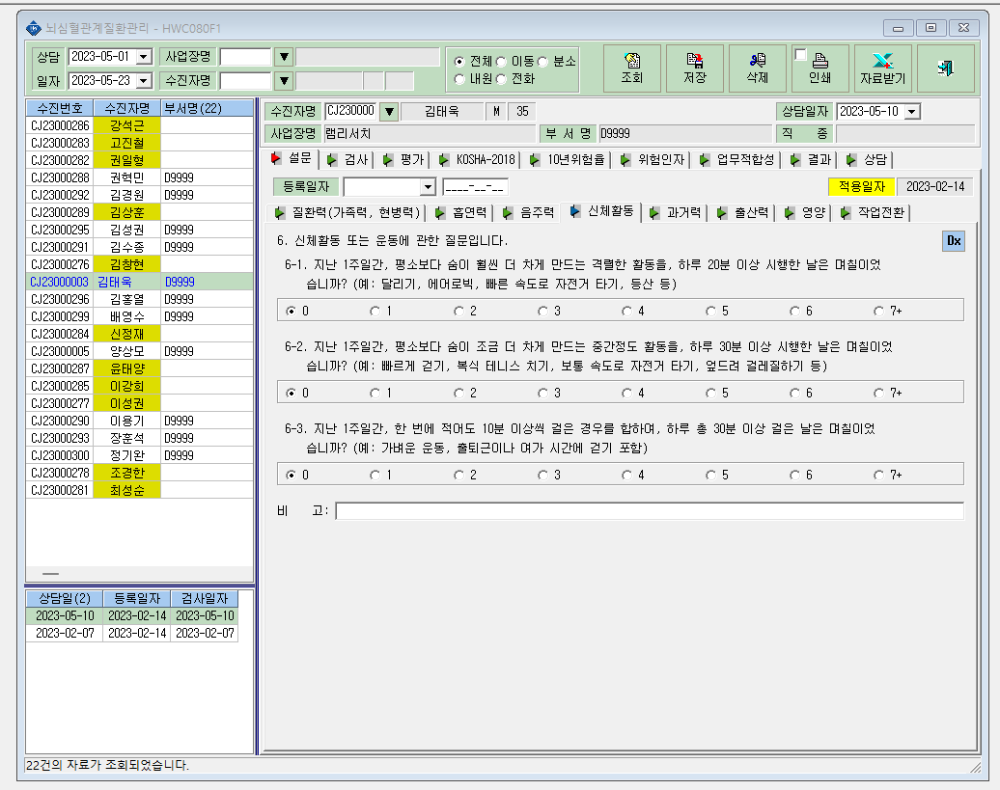 뇌심혈관계질환관리 - HWC080F1
상담 2023-05-01 사업장명
일자 2023-05-23 수진자명
전체 이동 분소
내원 전화
조회 저장 삭제 인쇄 자료받기
수진번호 수진자명 부서명(22)
CJ23000286 강석근
CJ23000283 고진철
CJ23000282 권일형
CJ23000288 권혁민 D9999
CJ23000292 김경원 D9999
CJ23000289 김상훈
CJ23000295 김성권 D9999
CJ23000291 김수종 D9999
CJ23000276 김창현
CJ23000003 김태욱 D9999
CJ23000296 김홍열 D9999
CJ23000299 배영수 D9999
CJ23000284 신정재
CJ23000005 양상모 D9999
CJ23000287 윤태양
CJ23000285 이강희
CJ23000277 이성권
CJ23000290 이용기 D9999
CJ23000293 장훈석 D9999
CJ23000300 정기완 D9999
CJ23000278 조경한
CJ23000281 최성순
상담일(2) 등록일자 검사일자
2023-05-10 2023-02-14 2023-05-10
2023-02-07 2023-02-14 2023-02-07
22건의 자료가 조회되었습니다.
수진자명 CJ230000 김태욱 M 35 상담일자 2023-05-10
사업장명 램리서치 부 서 명 D9999 직 종
설문 검사 평가 KOSHA-2018 10년위험율 위험인자 업무적합성 결과 상담
등록일자 ____-__-__ 적용일자 2023-02-14
질환력(가족력, 현병력) 흡연력 음주력 신체활동 과거력 출산력 영양 작업전환
6. 신체활동 또는 운동에 관한 질문입니다. Dx
6-1. 지난 1주일간, 평소보다 숨이 훨씬 더 차게 만드는 격렬한 활동을, 하루 20분 이상 시행한 날은 며칠이었
습니까? (예: 달리기, 에어로빅, 빠른 속도로 자전거 타기, 등산 등)
0 1 2 3 4 5 6 7+
6-2. 지난 1주일간, 평소보다 숨이 조금 더 차게 만드는 중간정도 활동을, 하루 30분 이상 시행한 날은 며칠이었
습니까? (예: 빠르게 걷기, 복식 테니스 치기, 보통 속도로 자전거 타기, 엎드려 걸레질하기 등)
0 1 2 3 4 5 6 7+
6-3. 지난 1주일간, 한 번에 적어도 10분 이상씩 걸은 경우를 합하며, 하루 총 30분 이상 걸은 날은 며칠이었
습니까? (예: 가벼운 운동, 출퇴근이나 여가 시간에 걷기 포함)
0 1 2 3 4 5 6 7+
비 고: